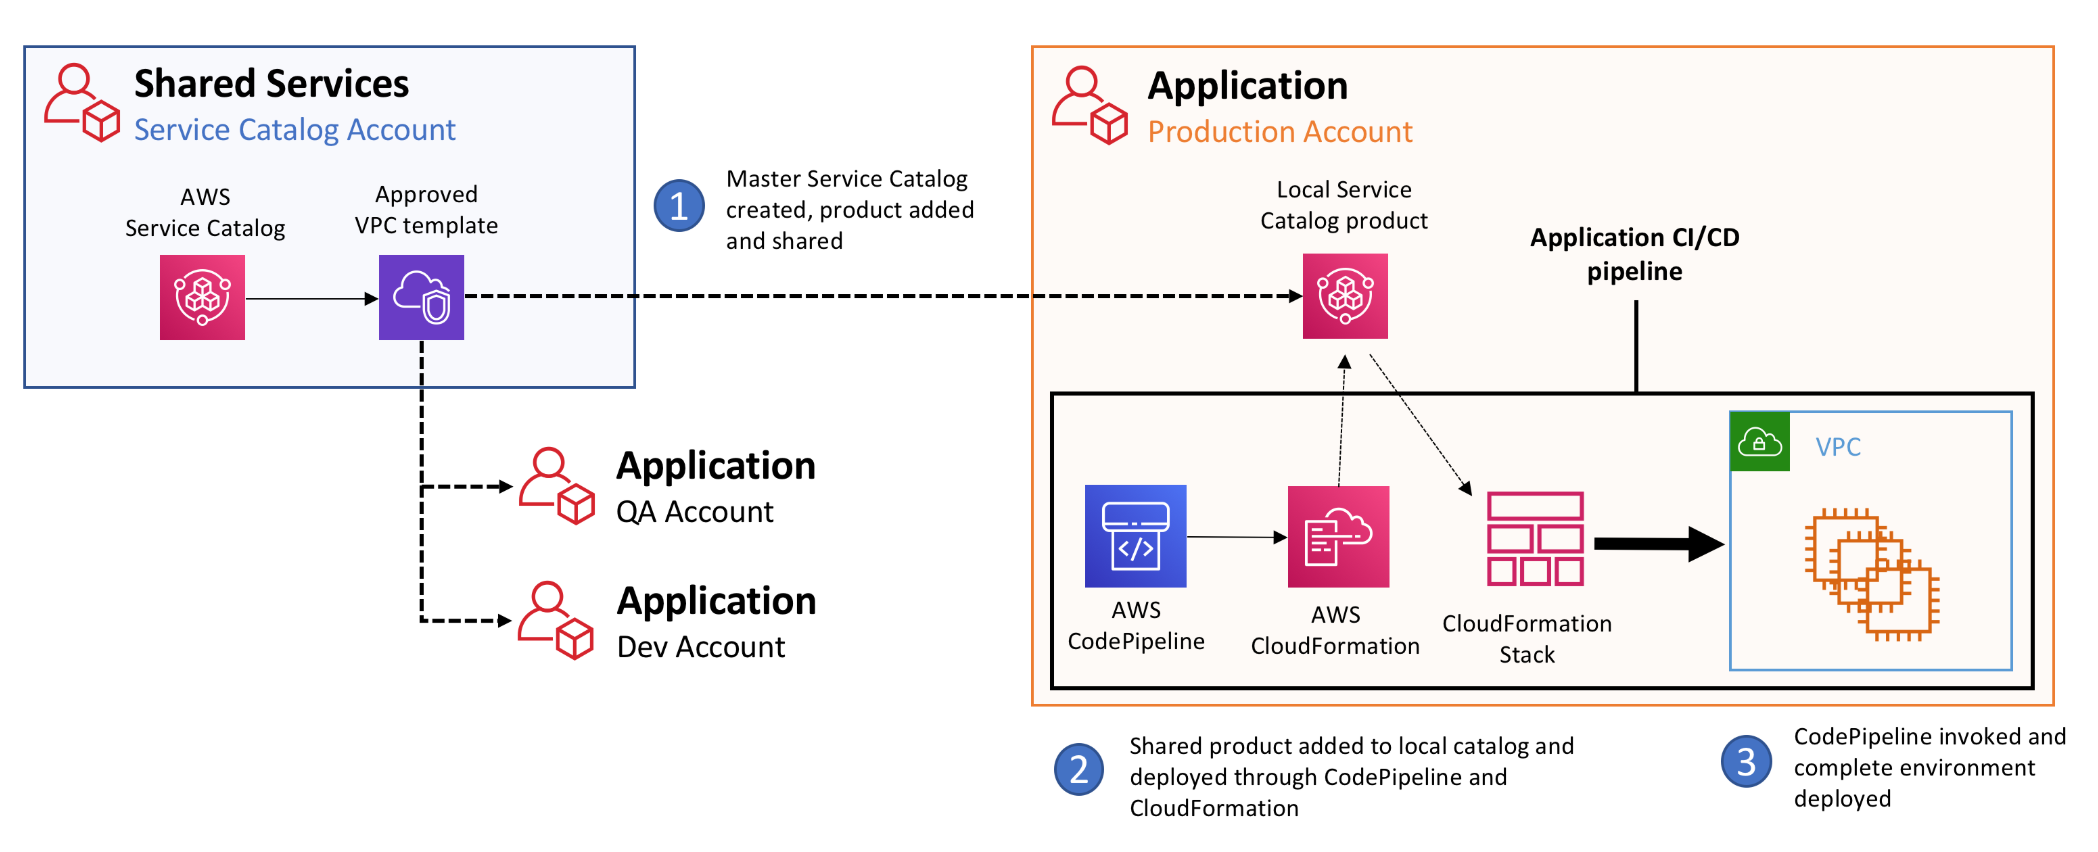 Shared Services
Service Catalog Account
AWS
Service Catalog
Approved
VPC template
1
Master Service Catalog
created, product added
and shared
Application
QA Account
Application
Dev Account
Application
Production Account
Local Service
Catalog product
Application CI/CD
pipeline
AWS
CodePipeline
AWS
CloudFormation
CloudFormation
Stack
VPC
2
Shared product added to local catalog and
deployed through CodePipeline and
CloudFormation
3
CodePipeline invoked and
complete environment
deployed